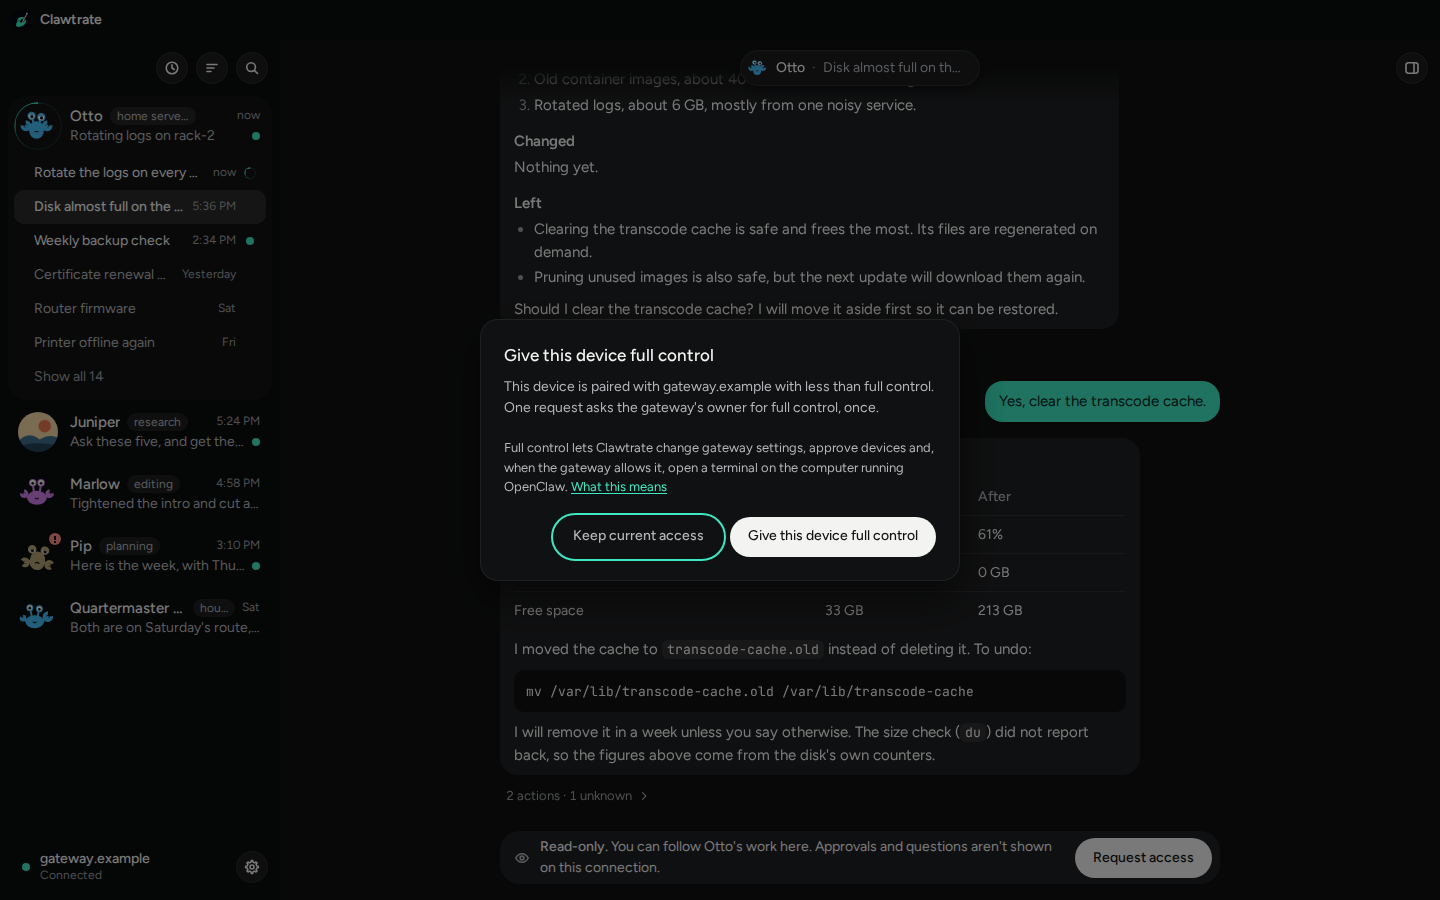 Clawtrate
Otto · Disk almost full on th...
Otto home serve... now
Rotating logs on rack-2
Rotate the logs on every ... now
Disk almost full on the ... 5:36 PM
Weekly backup check 2:34 PM
Certificate renewal ... Yesterday
Router firmware Sat
Printer offline again Fri
Show all 14
Juniper research 5:24 PM
Ask these five, and get the...
Marlow editing 4:58 PM
Tightened the intro and cut a...
Pip planning 3:10 PM
Here is the week, with Thu...
Quartermaster ... hou... Sat
Both are on Saturday's route,...
gateway.example
Connected
2. Old container images, about 40
3. Rotated logs, about 6 GB, mostly from one noisy service.
Changed
Nothing yet.
Left
• Clearing the transcode cache is safe and frees the most. Its files are regenerated on
demand.
• Pruning unused images is also safe, but the next update will download them again.
Should I clear the transcode cache? I will move it aside first so it can be restored.
Yes, clear the transcode cache.
Give this device full control
This device is paired with gateway.example with less than full control.
One request asks the gateway's owner for full control, once.
Full control lets Clawtrate change gateway settings, approve devices and,
when the gateway allows it, open a terminal on the computer running
OpenClaw. What this means
Keep current access Give this device full control
After
61%
0 GB
Free space 33 GB 213 GB
I moved the cache to transcode-cache.old instead of deleting it. To undo:
mv /var/lib/transcode-cache.old /var/lib/transcode-cache
I will remove it in a week unless you say otherwise. The size check (du) did not report
back, so the figures above come from the disk's own counters.
2 actions · 1 unknown
Read-only. You can follow Otto's work here. Approvals and questions aren't shown
on this connection.
Request access